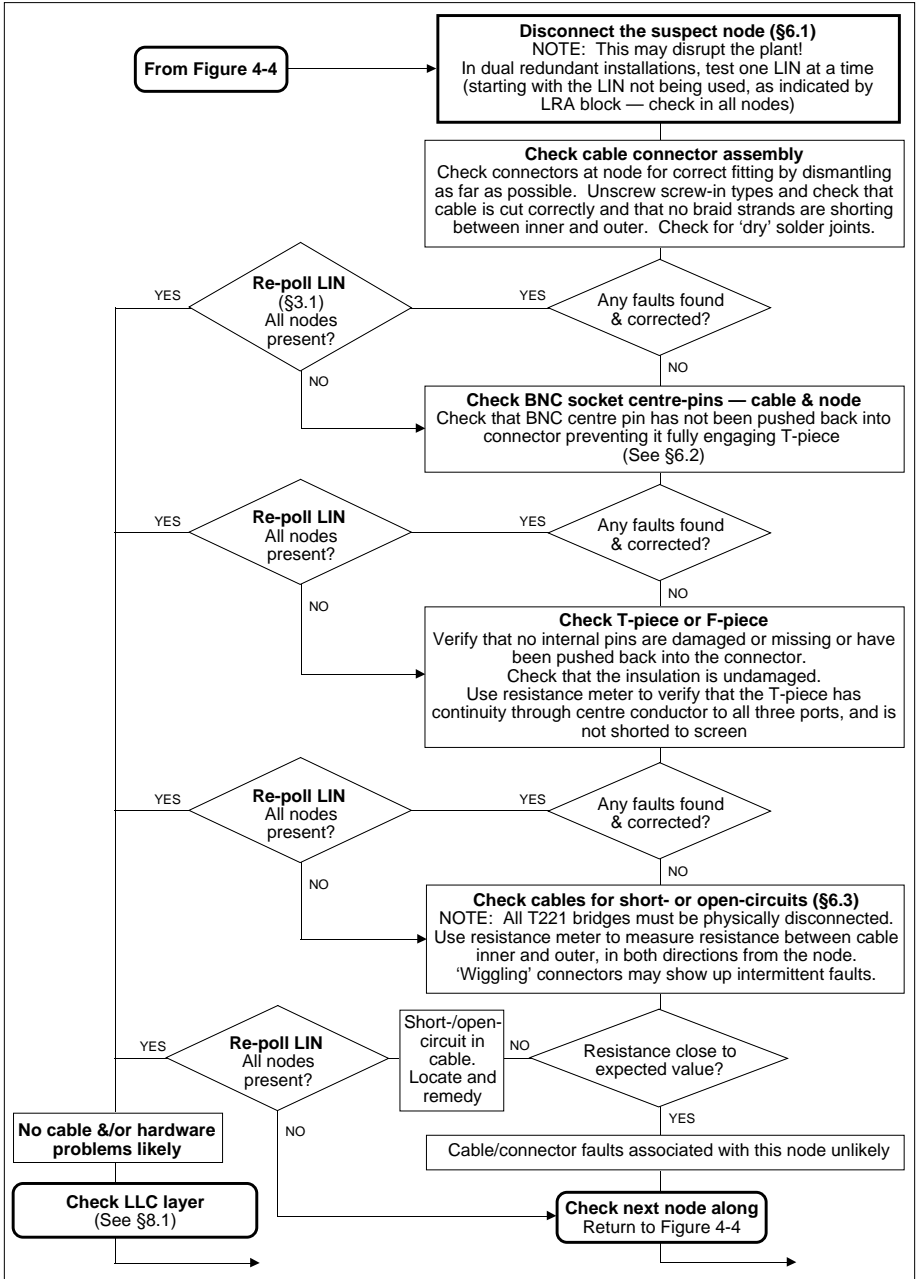 Disconnect the suspect node (§6.1)
NOTE:  This may disrupt the plant!
In dual redundant installations, test one LIN at a time
(starting with the LIN not being used, as indicated by
LRA block — check in all nodes)
From Figure 4-4
Check cable connector assembly
Check connectors at node for correct fitting by dismantling
as far as possible.  Unscrew screw-in types and check that
cable is cut correctly and that no braid strands are shorting
between inner and outer.  Check for ‘dry’ solder joints.
YES
Re-poll LIN
(§3.1)
All nodes
present?
YES
Any faults found
& corrected?
NO
NO
Check BNC socket centre-pins — cable & node
Check that BNC centre pin has not been pushed back into
connector preventing it fully engaging T-piece
(See §6.2)
YES
Re-poll LIN
All nodes
present?
YES
Any faults found
& corrected?
NO
NO
Check T-piece or F-piece
Verify that no internal pins are damaged or missing or have
been pushed back into the connector.
Check that the insulation is undamaged.
Use resistance meter to verify that the T-piece has
continuity through centre conductor to all three ports, and is
not shorted to screen
YES
Re-poll LIN
All nodes
present?
YES
Any faults found
& corrected?
NO
NO
Check cables for short- or open-circuits (§6.3)
NOTE:  All T221 bridges must be physically disconnected.
Use resistance meter to measure resistance between cable
inner and outer, in both directions from the node.
‘Wiggling’ connectors may show up intermittent faults.
YES
Re-poll LIN
All nodes
present?
Short-/open-
circuit in
cable.
Locate and
remedy
NO
Resistance close to
expected value?
NO
YES
No cable &/or hardware
problems likely
Cable/connector faults associated with this node unlikely
Check LLC layer
(See §8.1)
Check next node along
Return to Figure 4-4